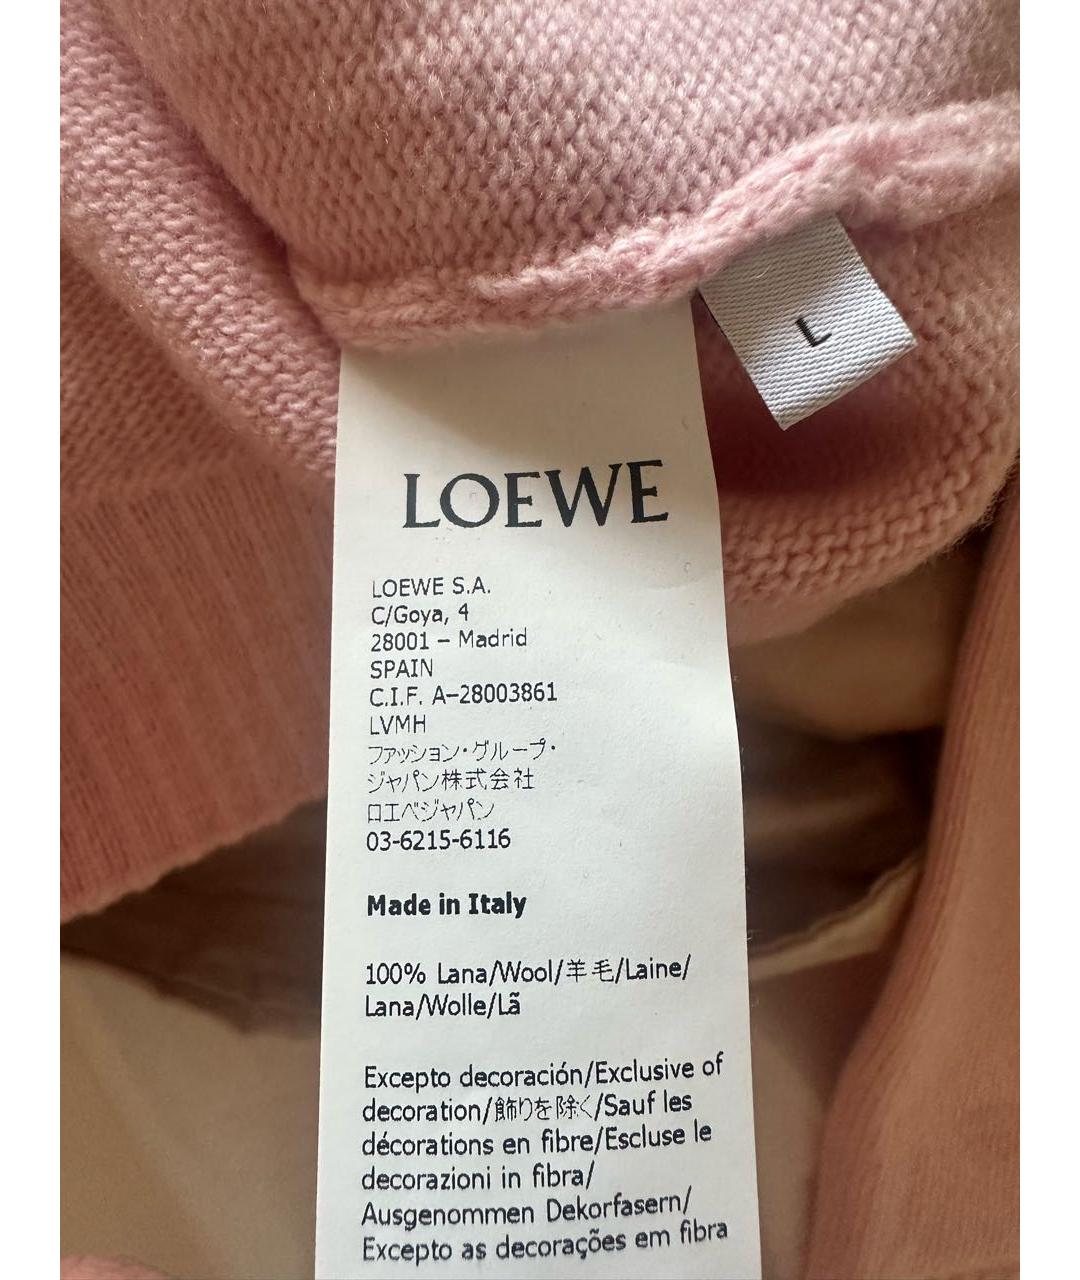 L
LOEWE
LOEWE S.A.
C/Goya, 4
28001 – Madrid
SPAIN
C.I.F. A–28003861
LVMH
ファッション・グループ・
ジャパン株式会社
ロエベジャパン
03-6215-6116
Made in Italy
100% Lana/Wool/羊毛/Laine/
Lana/Wolle/Lã
Excepto decoración/Exclusive of
decoration/飾りを除く/Sauf les
décorations en fibre/Escluse le
decorazioni in fibra/
Ausgenommen Dekorfasern/
Excepto as decorações em fibra